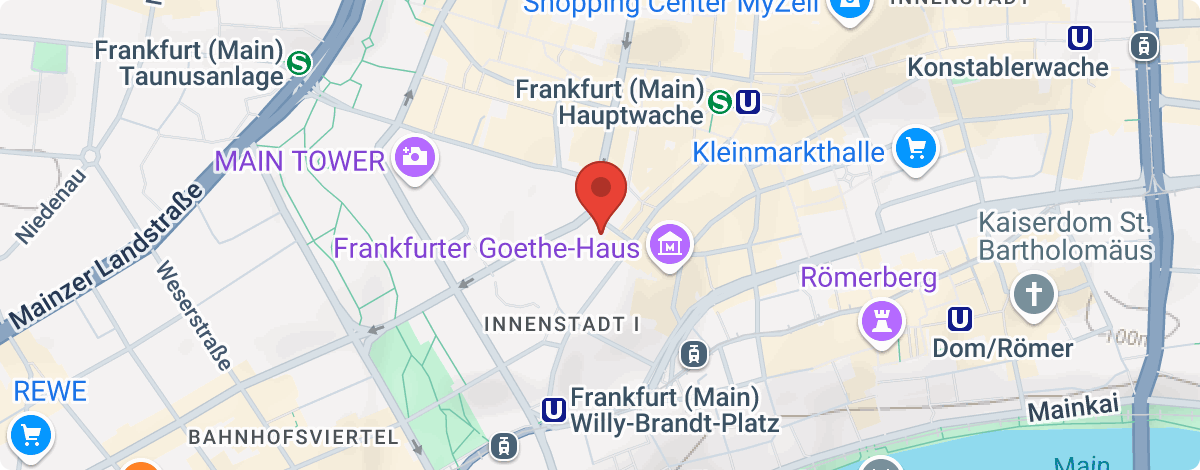 Shopping Center MyZeil
INNENSTADT
Frankfurt (Main)
Taunusanlage
S
U
Konstablerwache
Frankfurt (Main)
Hauptwache
S U
MAIN TOWER
Kleinmarkthalle
Niedenau
Mainzer Landstraße
Kaiserdom St.
Bartholomäus
Frankfurter Goethe-Haus
M
Römerberg
Weserstraße
INNENSTADT I
U
Dom/Römer
100m
REWE
U
Frankfurt (Main)
Willy-Brandt-Platz
Mainkai
BAHNHOFSVIERTEL
Main